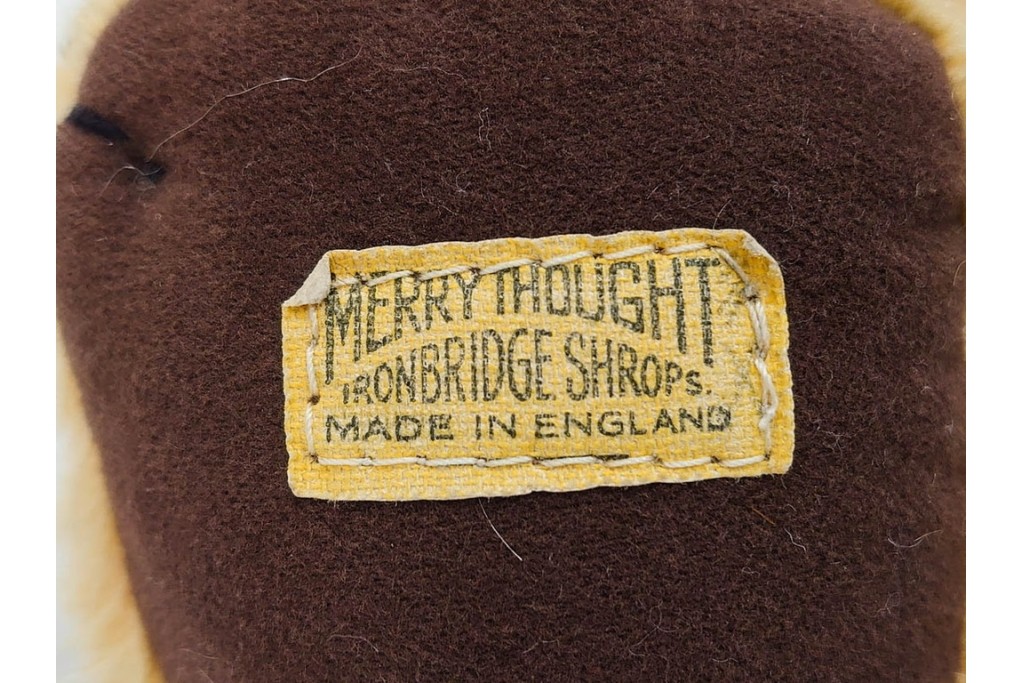 MERRYTHOUGHT
IRONBRIDGE SHROPS.
MADE IN ENGLAND